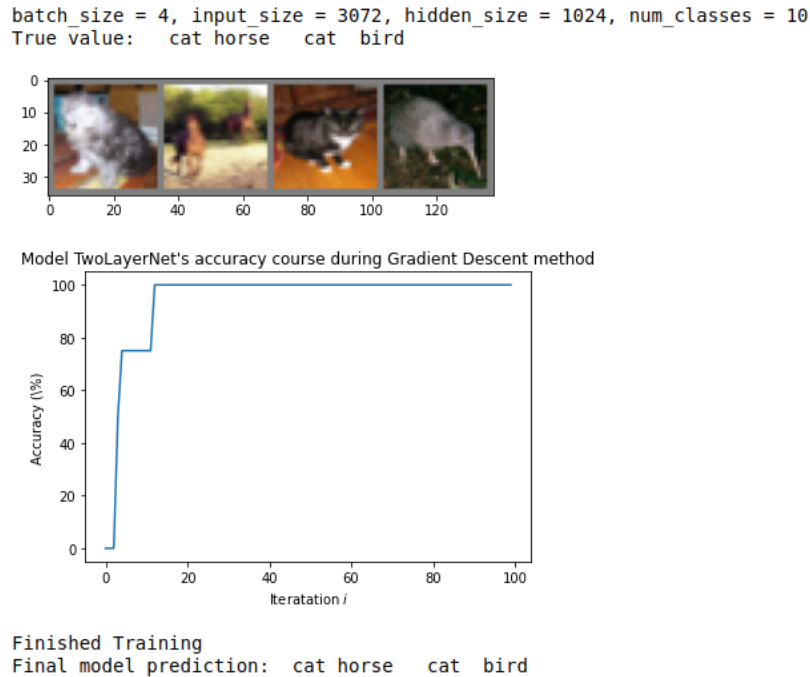 batch_size = 4, input_size = 3072, hidden_size = 1024, num_classes = 10
True value:   cat horse   cat  bird
0
10
20
30
0 20 40 60 80 100 120
Model TwoLayerNet's accuracy course during Gradient Descent method
100
80
60
40
20
0
Accuracy (\%)
0 20 40 60 80 100
Iteratation i
Finished Training
Final model prediction:  cat horse   cat  bird